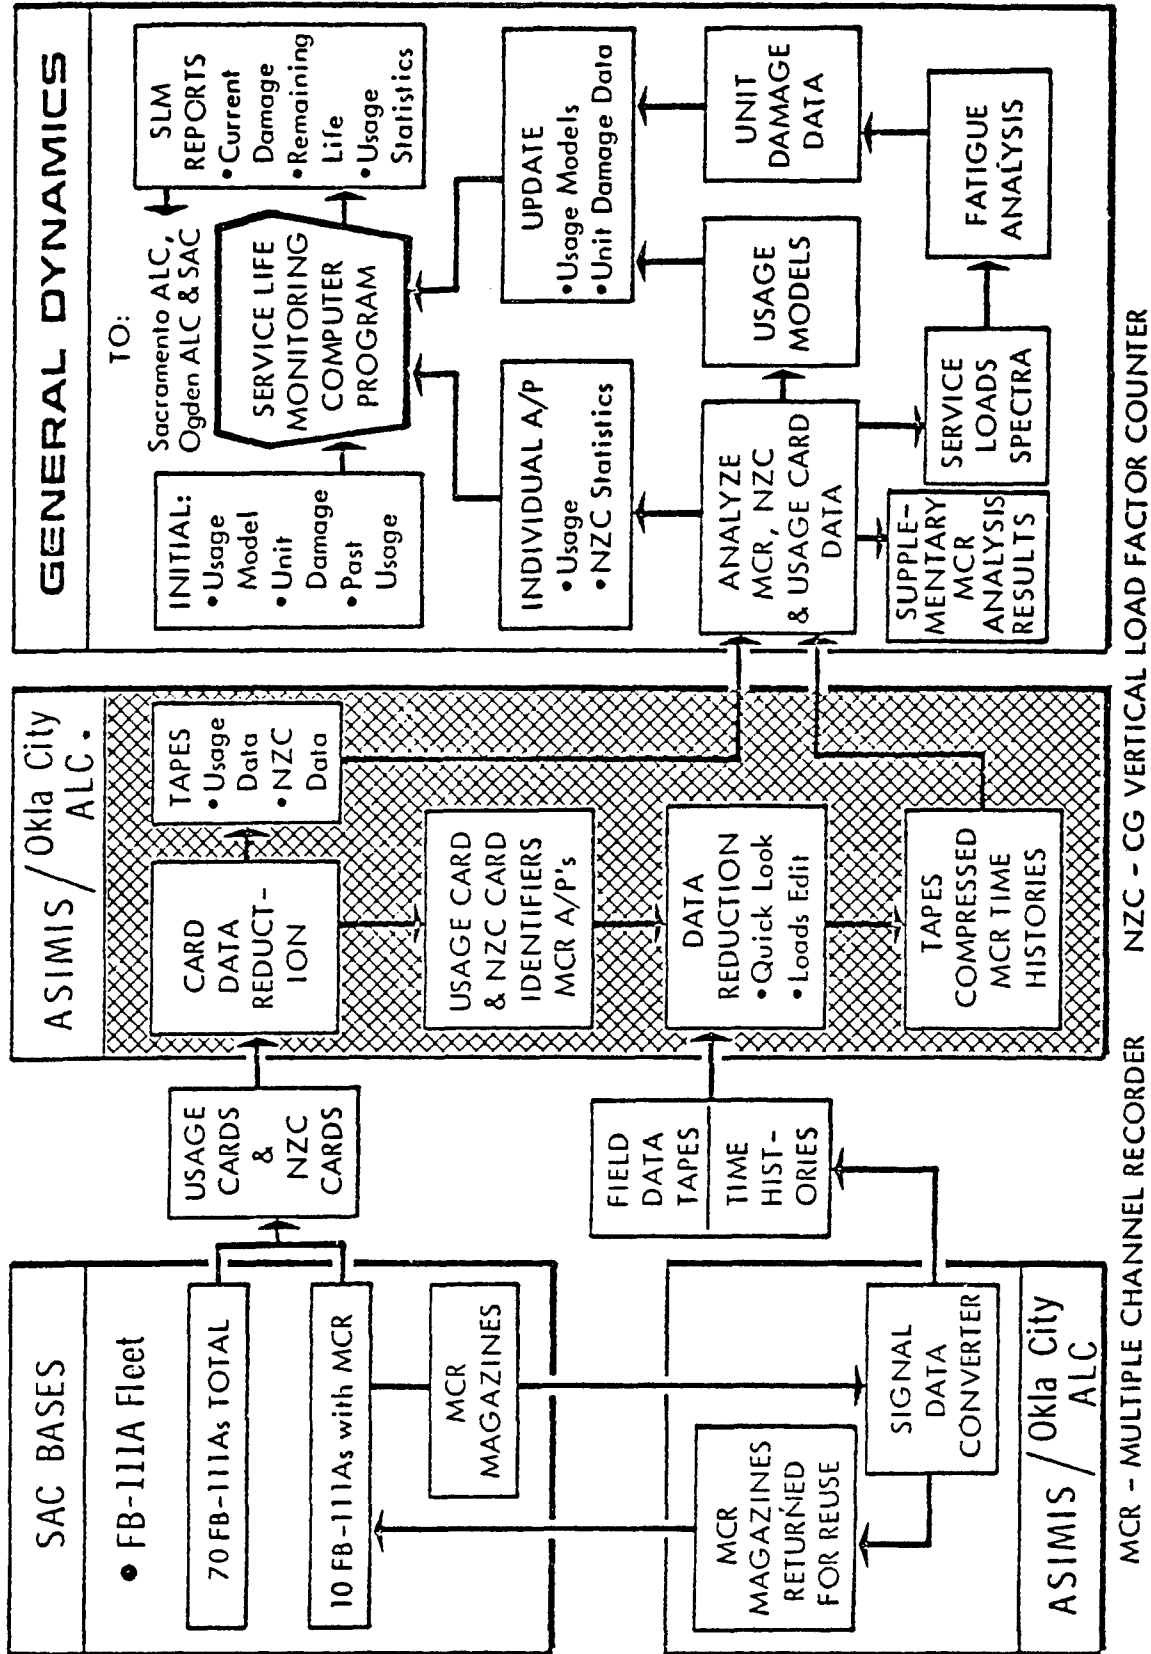 SAC BASES
• FB-111A Fleet
70 FB-111As TOTAL
10 FB-111As with MCR
MCR
MAGAZINES
MCR
MAGAZINES
RETURNED
FOR REUSE
SIGNAL
DATA
CONVERTER
ASIMIS / Okla City
ALC
USAGE
CARDS
&
NZC
CARDS
FIELD
DATA
TAPES
TIME
HIST-
ORIES
ASIMIS / Okla City
ALC.
CARD
DATA
REDUCT-
ION
TAPES
• Usage
Data
• NZC
Data
USAGE CARD
& NZC CARD
IDENTIFIERS
MCR A/P's
DATA
REDUCTION
• Quick Look
• Loads Edit
TAPES
COMPRESSED
MCR TIME
HISTORIES
GENERAL DYNAMICS
TO:
Sacramento ALC,
Ogden ALC & SAC
INITIAL:
• Usage
Model
• Unit
Damage
• Past
Usage
SERVICE LIFE
MONITORING
COMPUTER
PROGRAM
SLM
REPORTS
• Current
Damage
• Remaining
Life
• Usage
Statistics
INDIVIDUAL A/P
• Usage
• NZC Statistics
UPDATE
• Usage Models
• Unit Damage Data
ANALYZE
MCR, NZC
& USAGE CARD
DATA
USAGE
MODELS
UNIT
DAMAGE
DATA
SUPPLE-
MENTARY
MCR
ANALYSIS
RESULTS
SERVICE
LOADS
SPECTRA
FATIGUE
ANALYSIS
MCR - MULTIPLE CHANNEL RECORDER
NZC - CG VERTICAL LOAD FACTOR COUNTER